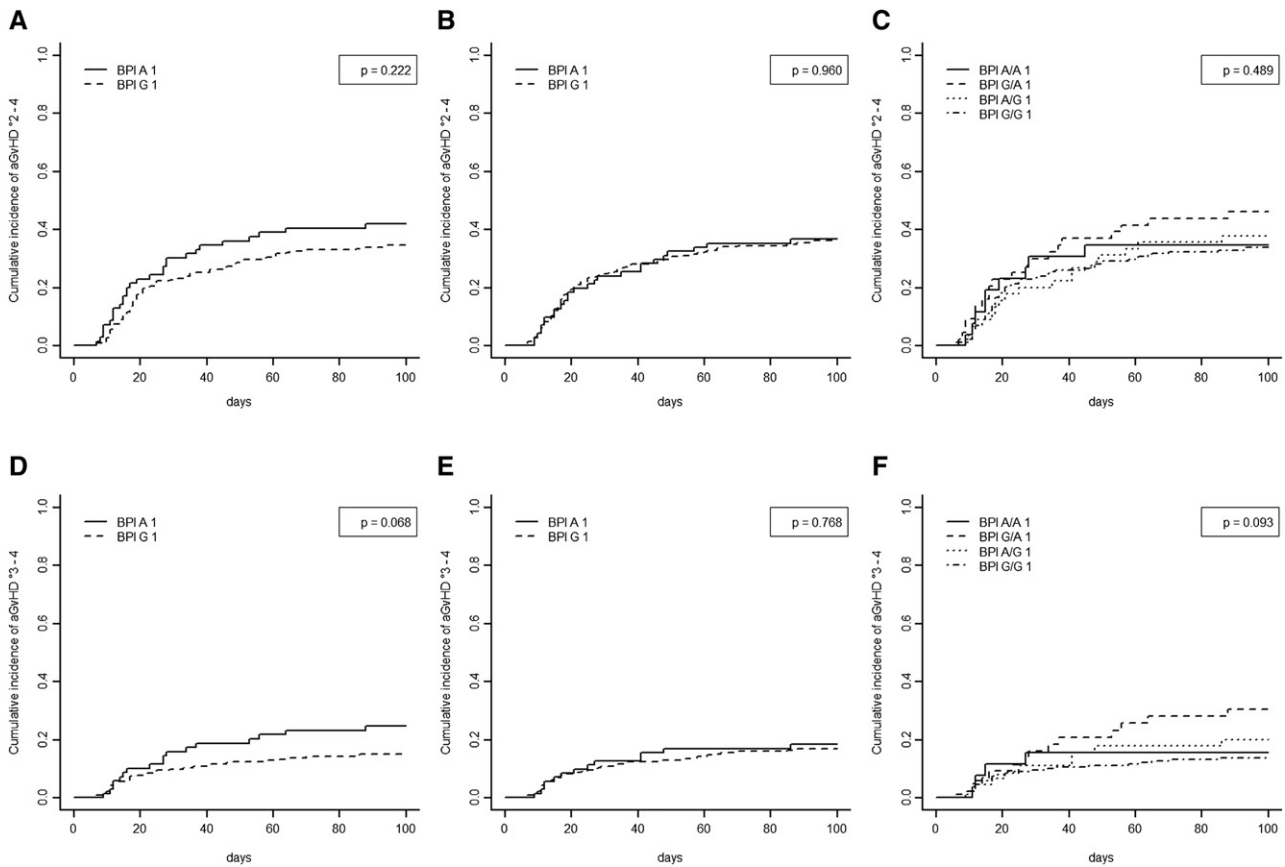 A
Cumulative incidence of aGvHD °2 - 4
1.0
0.8
0.6
0.4
0.2
0.0
BPI A 1
BPI G 1
p = 0.222
0 20 40 60 80 100
days
B
Cumulative incidence of aGvHD °2 - 4
1.0
0.8
0.6
0.4
0.2
0.0
BPI A 1
BPI G 1
p = 0.960
0 20 40 60 80 100
days
C
Cumulative incidence of aGvHD °2 - 4
1.0
0.8
0.6
0.4
0.2
0.0
BPI A/A 1
BPI G/A 1
BPI A/G 1
BPI G/G 1
p = 0.489
0 20 40 60 80 100
days
D
Cumulative incidence of aGvHD °3 - 4
1.0
0.8
0.6
0.4
0.2
0.0
BPI A 1
BPI G 1
p = 0.068
0 20 40 60 80 100
days
E
Cumulative incidence of aGvHD °3 - 4
1.0
0.8
0.6
0.4
0.2
0.0
BPI A 1
BPI G 1
p = 0.768
0 20 40 60 80 100
days
F
Cumulative incidence of aGvHD °3 - 4
1.0
0.8
0.6
0.4
0.2
0.0
BPI A/A 1
BPI G/A 1
BPI A/G 1
BPI G/G 1
p = 0.093
0 20 40 60 80 100
days